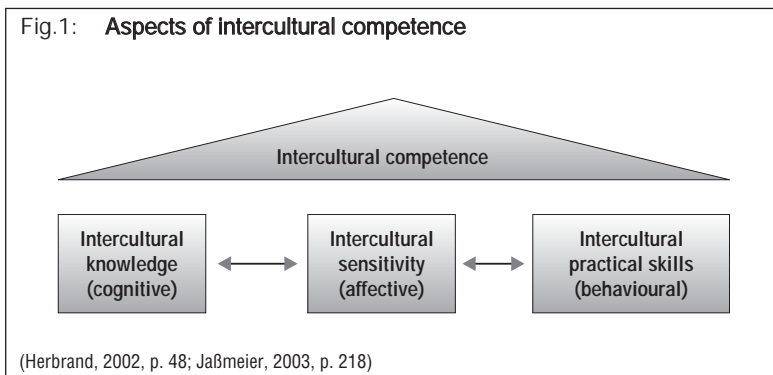 Fig.1: Aspects of intercultural competence
Intercultural competence
Intercultural
knowledge
(cognitive)
Intercultural
sensitivity
(affective)
Intercultural
practical skills
(behavioural)
(Herbrand, 2002, p. 48; Jaßmeier, 2003, p. 218)